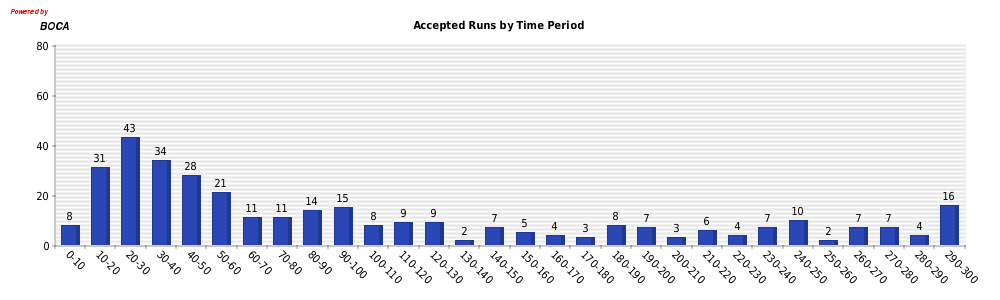 Powered by
BOCA
Accepted Runs by Time Period
80
60
40
20
0
8 31 43 34 28 21 11 11 14 15 8 9 9 2 7 5 4 3 8 7 3 6 4 7 10 2 7 7 4 16
0-10 10-20 20-30 30-40 40-50 50-60 60-70 70-80 80-90 90-100 100-110 110-120 120-130 130-140 140-150 150-160 160-170 170-180 180-190 190-200 200-210 210-220 220-230 230-240 240-250 250-260 260-270 270-280 280-290 290-300